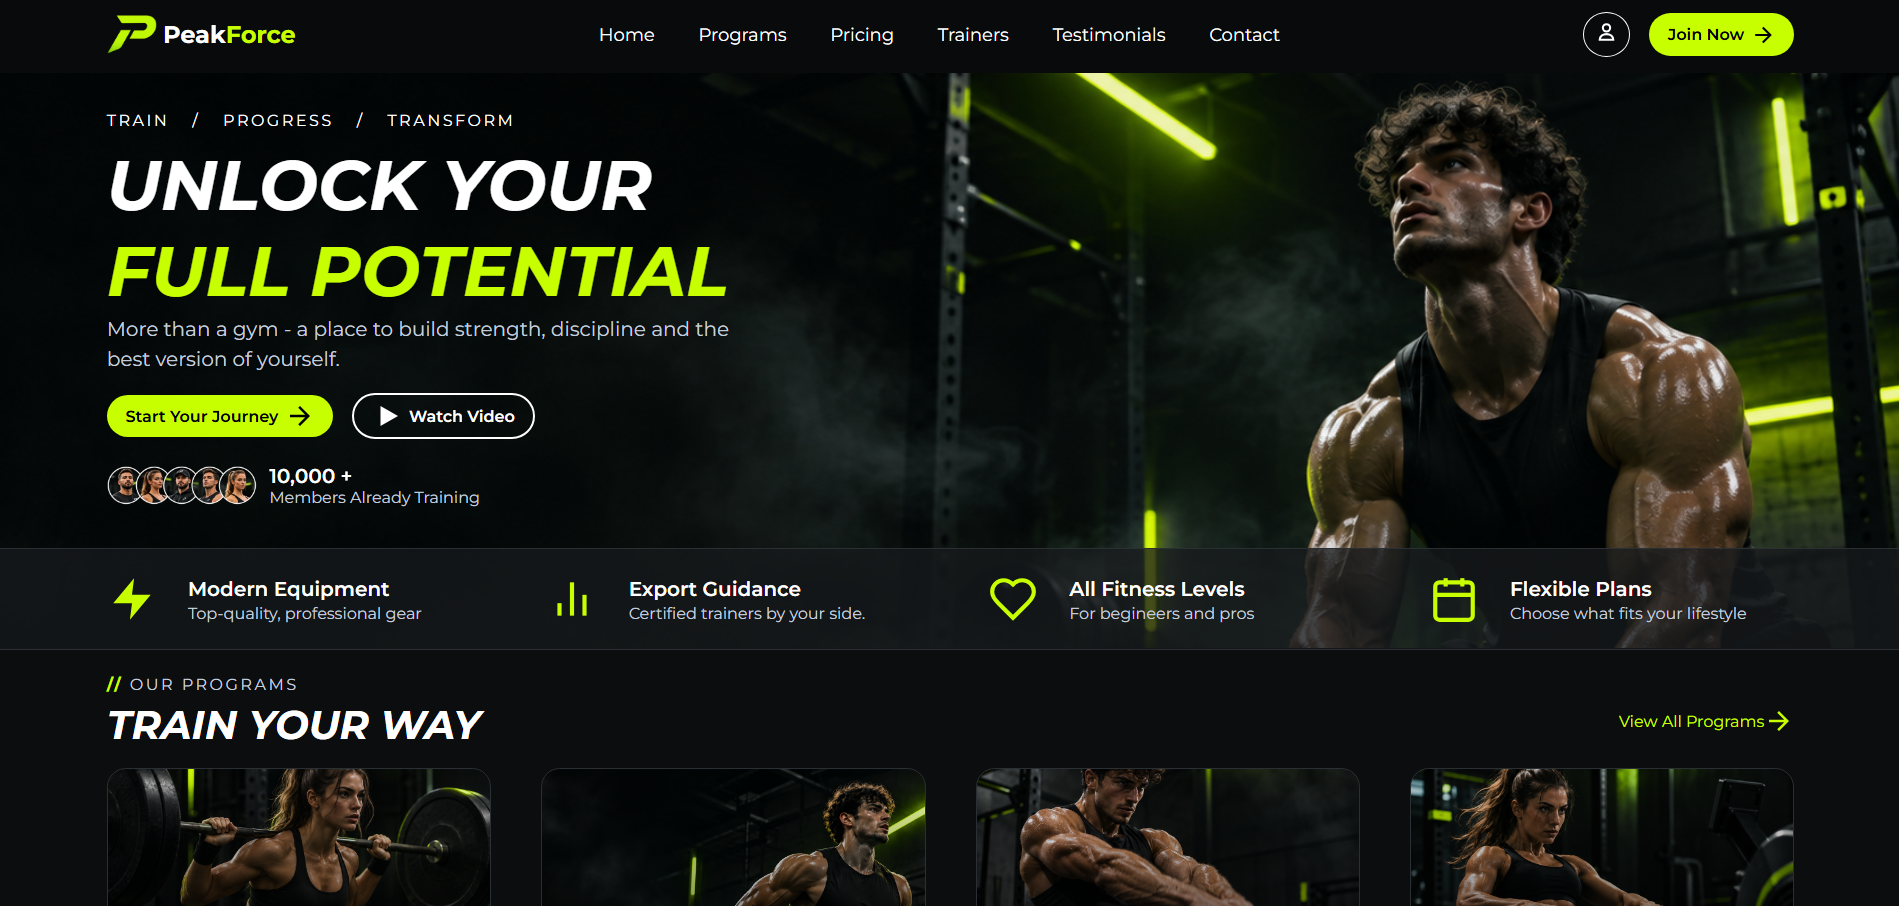 PeakForce
Home Programs Pricing Trainers Testimonials Contact
Join Now
TRAIN / PROGRESS / TRANSFORM
UNLOCK YOUR
FULL POTENTIAL
More than a gym - a place to build strength, discipline and the
best version of yourself.
Start Your Journey
Watch Video
10,000 +
Members Already Training
Modern Equipment
Top-quality, professional gear
Export Guidance
Certified trainers by your side.
All Fitness Levels
For begineers and pros
Flexible Plans
Choose what fits your lifestyle
// OUR PROGRAMS
TRAIN YOUR WAY
View All Programs